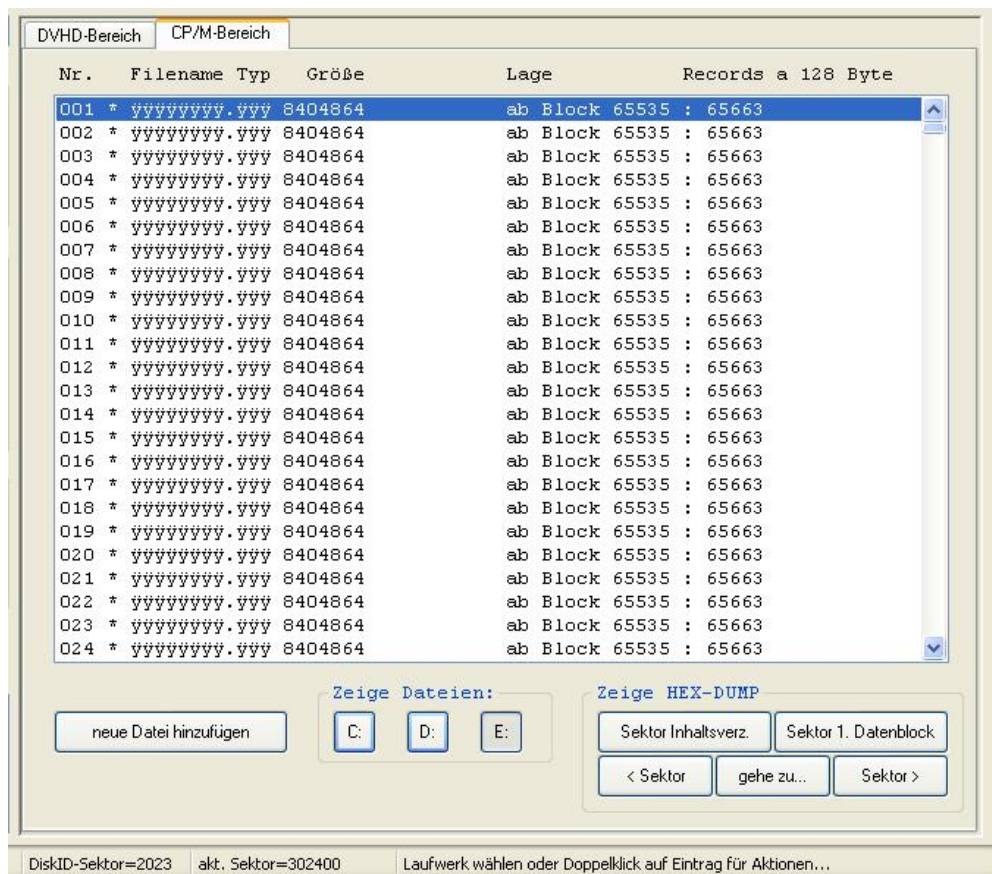 DVHD-Bereich CP/M-Bereich
Nr. Filename Typ Größe Lage Records a 128 Byte
001 * ÿÿÿÿÿÿÿÿ.ÿÿÿ 8404864 ab Block 65535 : 65663
002 * ÿÿÿÿÿÿÿÿ.ÿÿÿ 8404864 ab Block 65535 : 65663
003 * ÿÿÿÿÿÿÿÿ.ÿÿÿ 8404864 ab Block 65535 : 65663
004 * ÿÿÿÿÿÿÿÿ.ÿÿÿ 8404864 ab Block 65535 : 65663
005 * ÿÿÿÿÿÿÿÿ.ÿÿÿ 8404864 ab Block 65535 : 65663
006 * ÿÿÿÿÿÿÿÿ.ÿÿÿ 8404864 ab Block 65535 : 65663
007 * ÿÿÿÿÿÿÿÿ.ÿÿÿ 8404864 ab Block 65535 : 65663
008 * ÿÿÿÿÿÿÿÿ.ÿÿÿ 8404864 ab Block 65535 : 65663
009 * ÿÿÿÿÿÿÿÿ.ÿÿÿ 8404864 ab Block 65535 : 65663
010 * ÿÿÿÿÿÿÿÿ.ÿÿÿ 8404864 ab Block 65535 : 65663
011 * ÿÿÿÿÿÿÿÿ.ÿÿÿ 8404864 ab Block 65535 : 65663
012 * ÿÿÿÿÿÿÿÿ.ÿÿÿ 8404864 ab Block 65535 : 65663
013 * ÿÿÿÿÿÿÿÿ.ÿÿÿ 8404864 ab Block 65535 : 65663
014 * ÿÿÿÿÿÿÿÿ.ÿÿÿ 8404864 ab Block 65535 : 65663
015 * ÿÿÿÿÿÿÿÿ.ÿÿÿ 8404864 ab Block 65535 : 65663
016 * ÿÿÿÿÿÿÿÿ.ÿÿÿ 8404864 ab Block 65535 : 65663
017 * ÿÿÿÿÿÿÿÿ.ÿÿÿ 8404864 ab Block 65535 : 65663
018 * ÿÿÿÿÿÿÿÿ.ÿÿÿ 8404864 ab Block 65535 : 65663
019 * ÿÿÿÿÿÿÿÿ.ÿÿÿ 8404864 ab Block 65535 : 65663
020 * ÿÿÿÿÿÿÿÿ.ÿÿÿ 8404864 ab Block 65535 : 65663
021 * ÿÿÿÿÿÿÿÿ.ÿÿÿ 8404864 ab Block 65535 : 65663
022 * ÿÿÿÿÿÿÿÿ.ÿÿÿ 8404864 ab Block 65535 : 65663
023 * ÿÿÿÿÿÿÿÿ.ÿÿÿ 8404864 ab Block 65535 : 65663
024 * ÿÿÿÿÿÿÿÿ.ÿÿÿ 8404864 ab Block 65535 : 65663
Zeige Dateien: Zeige HEX-DUMP
neue Datei hinzufügen C: D: E: Sektor Inhaltsverz. Sektor 1. Datenblock
< Sektor gehe zu... Sektor >
DiskID-Sektor=2023 akt. Sektor=302400 Laufwerk wählen oder Doppelklick auf Eintrag für Aktionen...